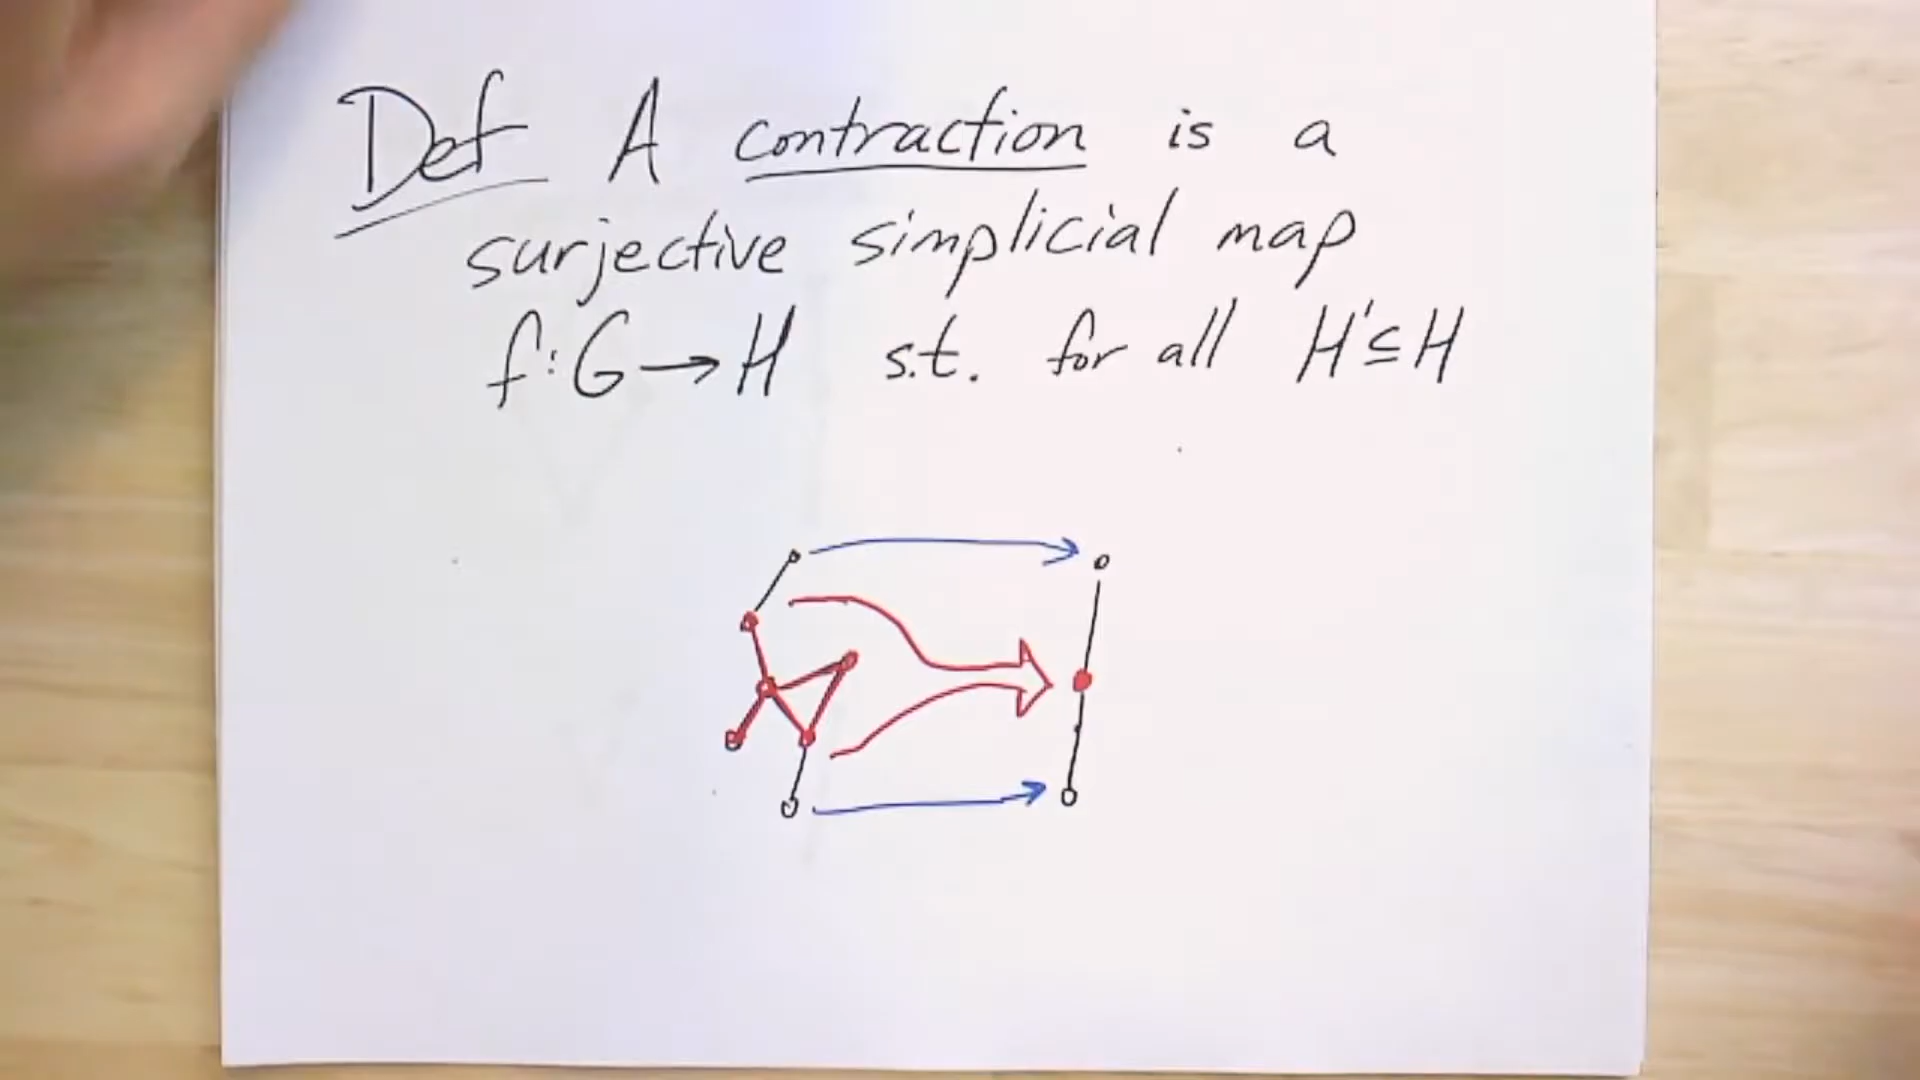 Def A contraction is a
surjective simplicial map
f: G → H s.t. for all H' ⊆ H